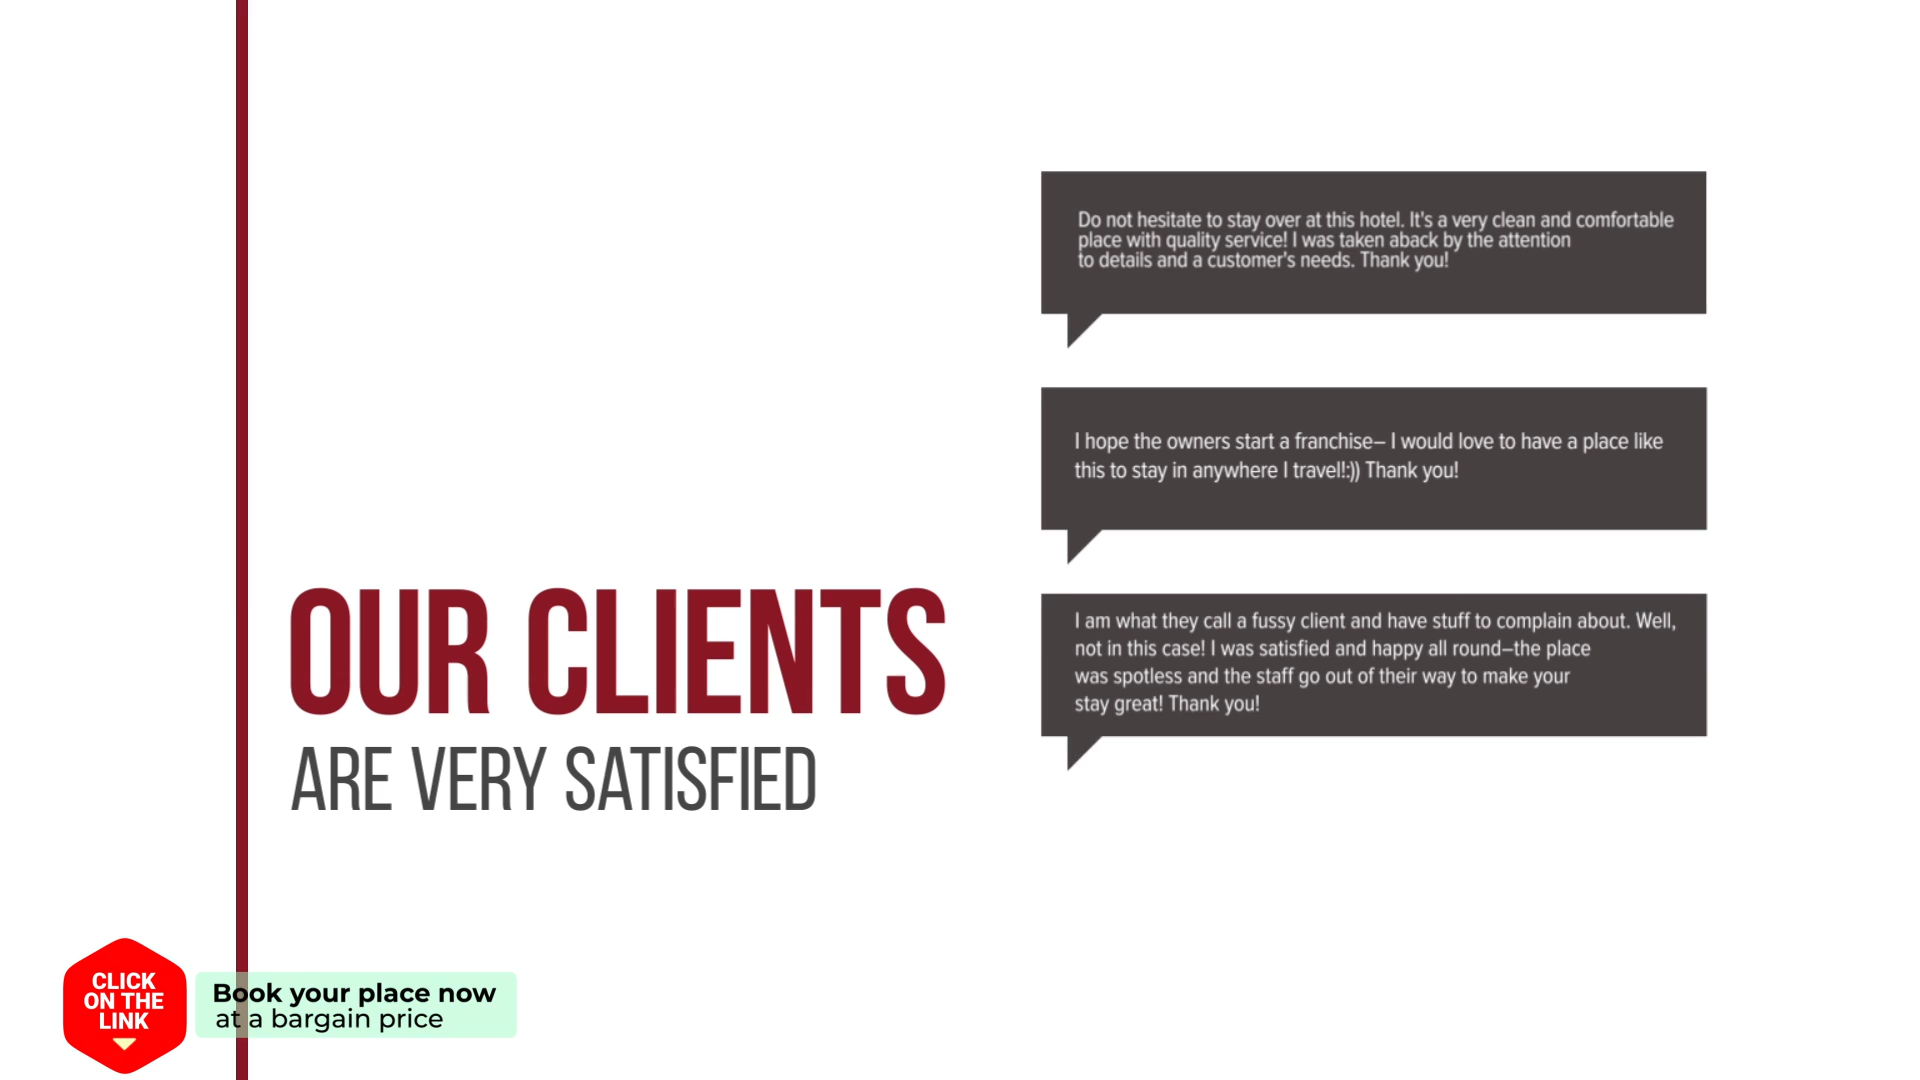 Do not hesitate to stay over at this hotel. It's a very clean and comfortable
place with quality service! I was taken aback by the attention
to details and a customer's needs. Thank you!
I hope the owners start a franchise– I would love to have a place like
this to stay in anywhere I travel!:)) Thank you!
I am what they call a fussy client and have stuff to complain about. Well,
not in this case! I was satisfied and happy all round–the place
was spotless and the staff go out of their way to make your
stay great! Thank you!
OUR CLIENTS
ARE VERY SATISFIED
CLICK
ON THE
LINK
Book your place now
at a bargain price